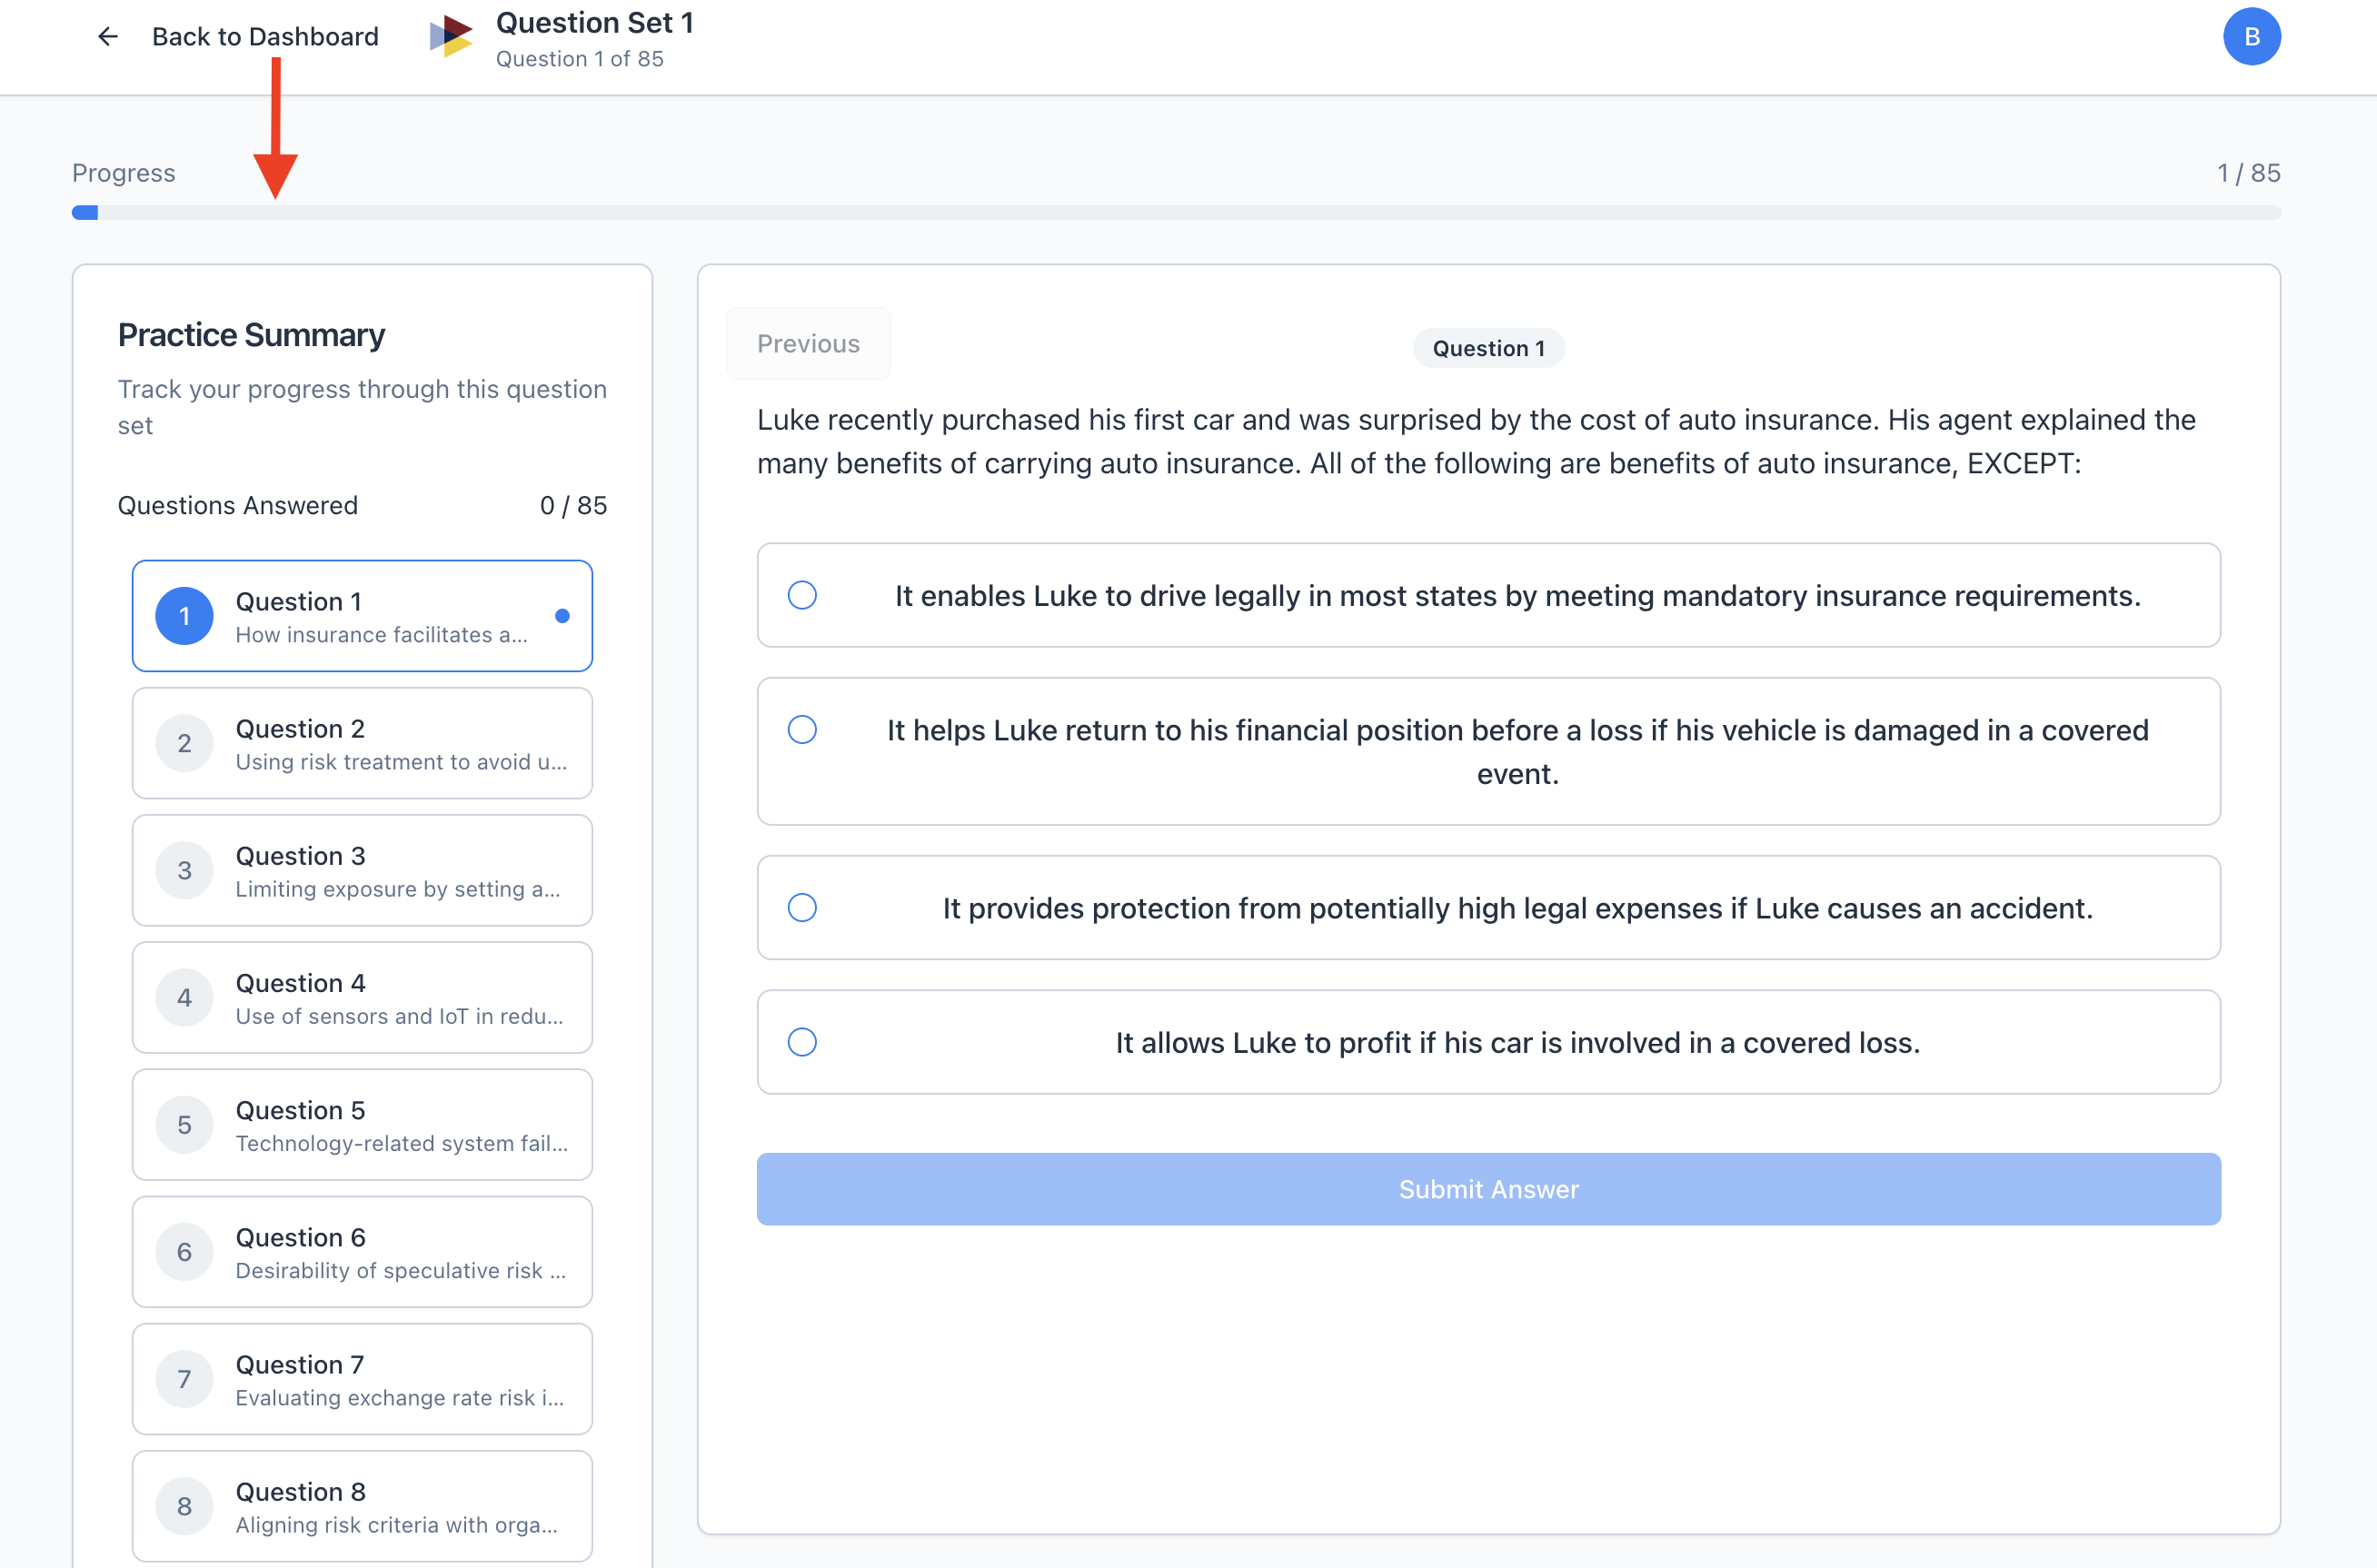 Back to Dashboard
Question Set 1
Question 1 of 85
B
Progress
1 / 85
Practice Summary
Track your progress through this question
set
Questions Answered
0 / 85
1
Question 1
How insurance facilitates a...
2
Question 2
Using risk treatment to avoid u...
3
Question 3
Limiting exposure by setting a...
4
Question 4
Use of sensors and IoT in redu...
5
Question 5
Technology-related system fail...
6
Question 6
Desirability of speculative risk ...
7
Question 7
Evaluating exchange rate risk i...
8
Question 8
Aligning risk criteria with orga...
Previous
Question 1
Luke recently purchased his first car and was surprised by the cost of auto insurance. His agent explained the
many benefits of carrying auto insurance. All of the following are benefits of auto insurance, EXCEPT:
It enables Luke to drive legally in most states by meeting mandatory insurance requirements.
It helps Luke return to his financial position before a loss if his vehicle is damaged in a covered
event.
It provides protection from potentially high legal expenses if Luke causes an accident.
It allows Luke to profit if his car is involved in a covered loss.
Submit Answer